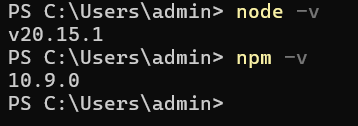 PS C:\Users\admin> node -v
v20.15.1
PS C:\Users\admin> npm -v
10.9.0
PS C:\Users\admin>